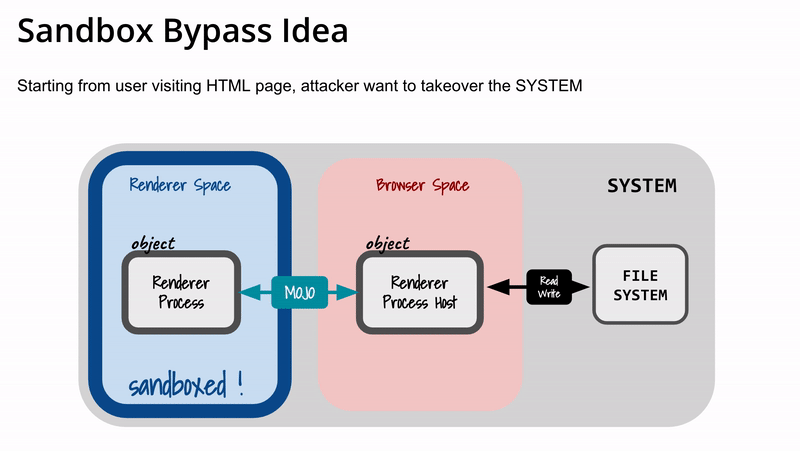 Sandbox Bypass Idea
Starting from user visiting HTML page, attacker want to takeover the SYSTEM
Renderer Space
Browser Space
SYSTEM
object
object
Renderer
Process
MOJO
Renderer
Process Host
Read
Write
FILE
SYSTEM
sandboxed !